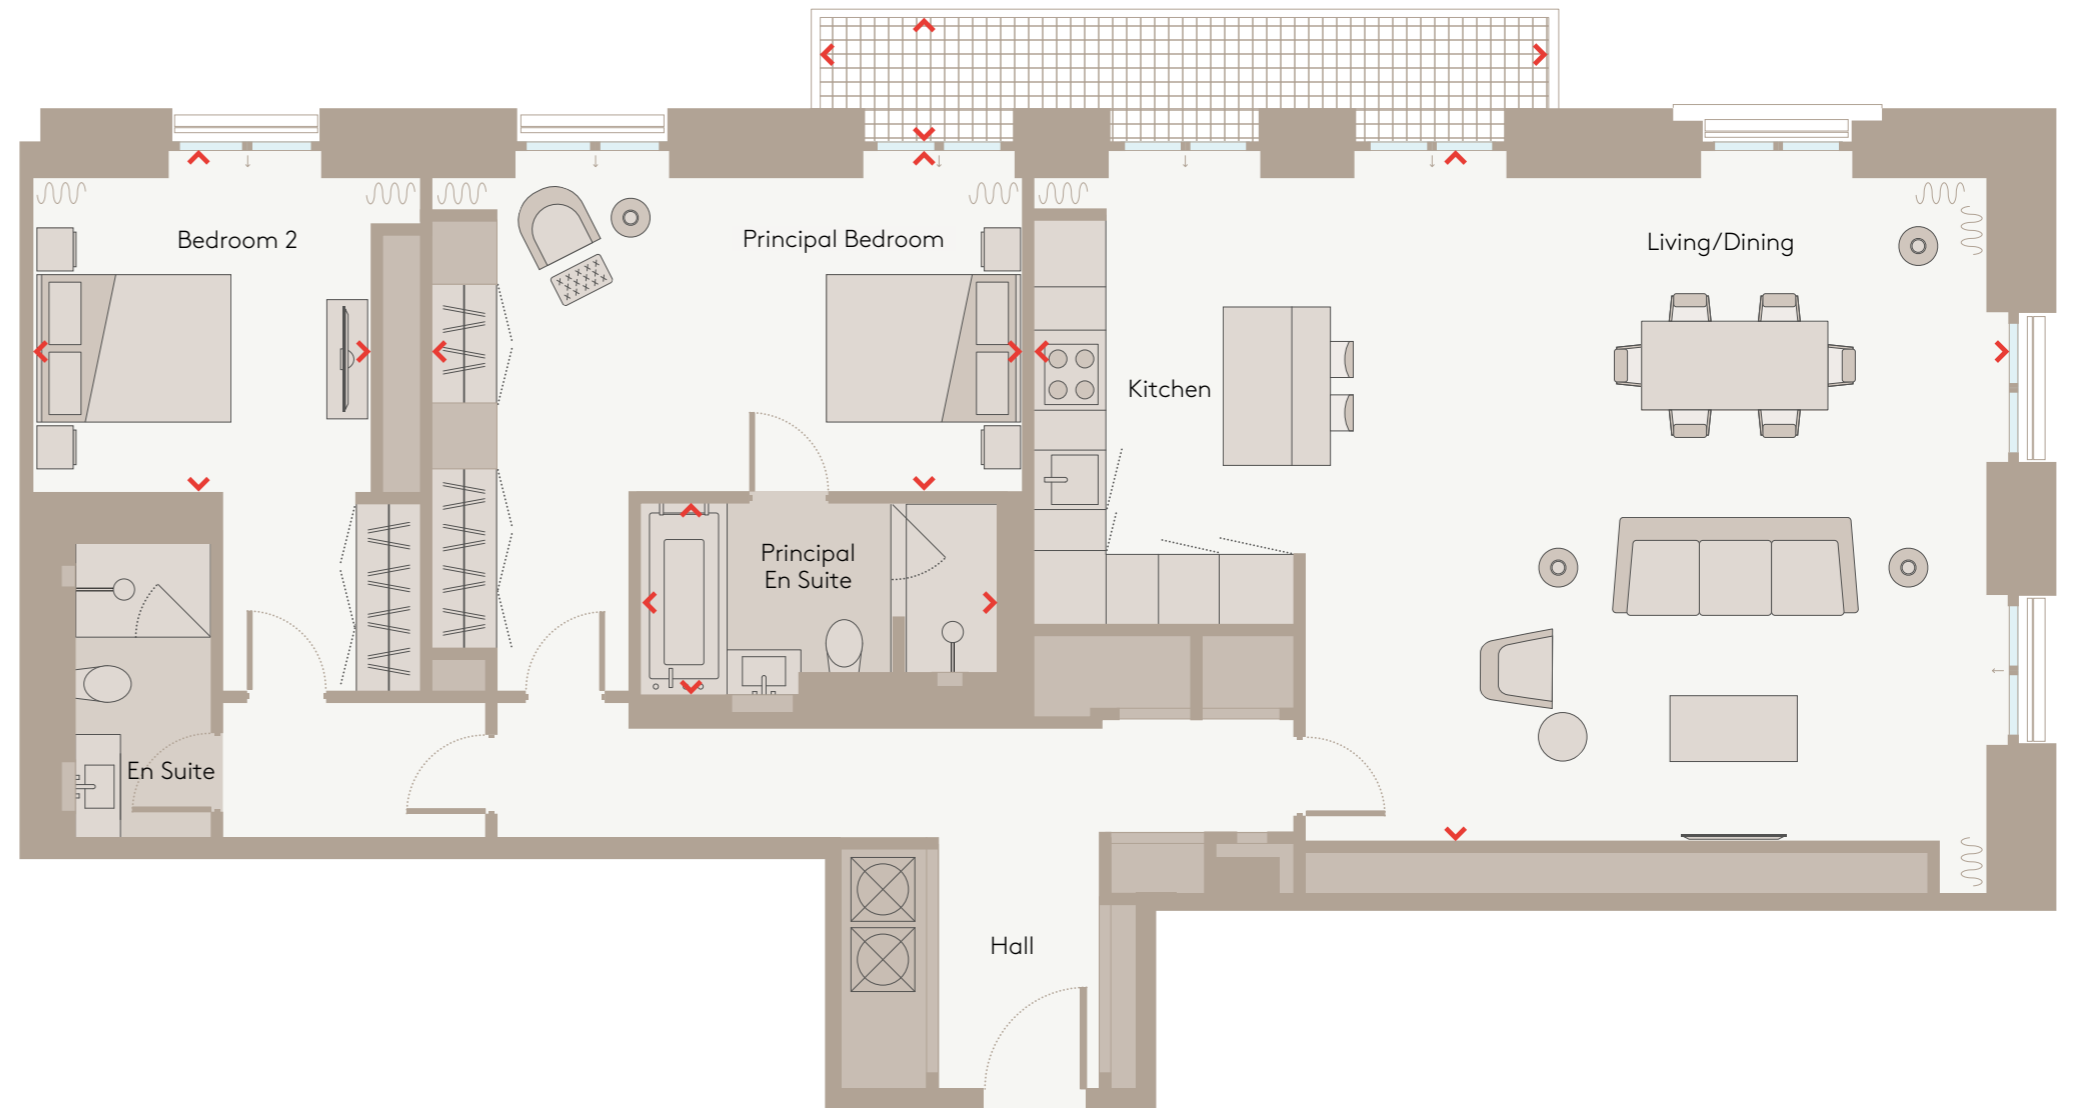 Bedroom 2
Principal Bedroom
Living/Dining
Kitchen
Principal
En Suite
En Suite
Hall